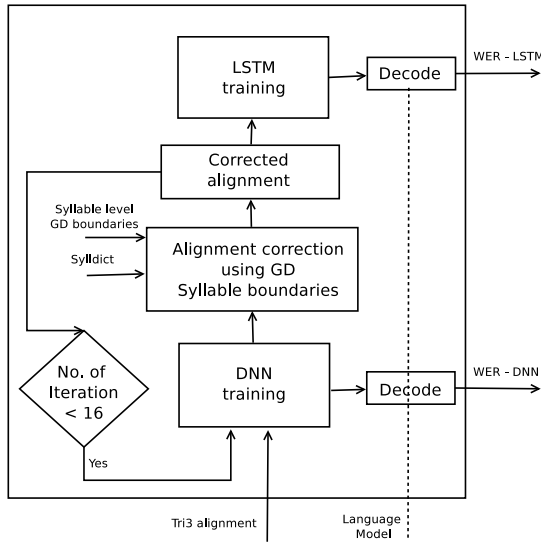 WER - LSTM
LSTM
training
Decode
Corrected
alignment
Syllable level
GD boundaries
Sylldict
Alignment correction
using GD
Syllable boundaries
No. of
Iteration
< 16
DNN
training
Decode
WER - DNN
Yes
Tri3 alignment
Language
Model